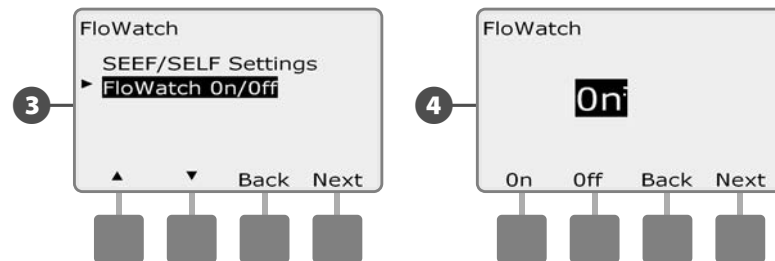 FloWatch
SEEF/SELF Settings
► FloWatch On/Off
3
▲ ▼ Back Next
FloWatch
On
4
On Off Back Next